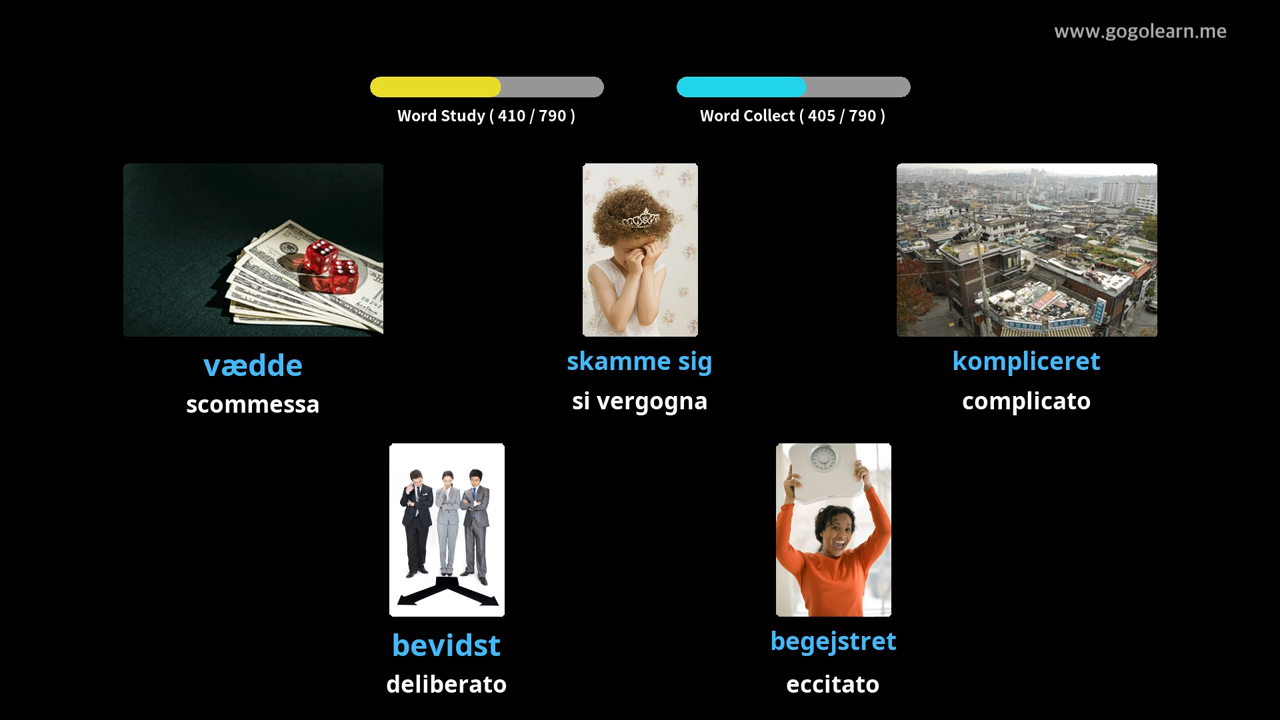 www.gogolearn.me
Word Study ( 410 / 790 )
Word Collect ( 405 / 790 )
vædde
skamme sig
kompliceret
scommessa
si vergogna
complicato
bevidst
begejstret
deliberato
eccitato